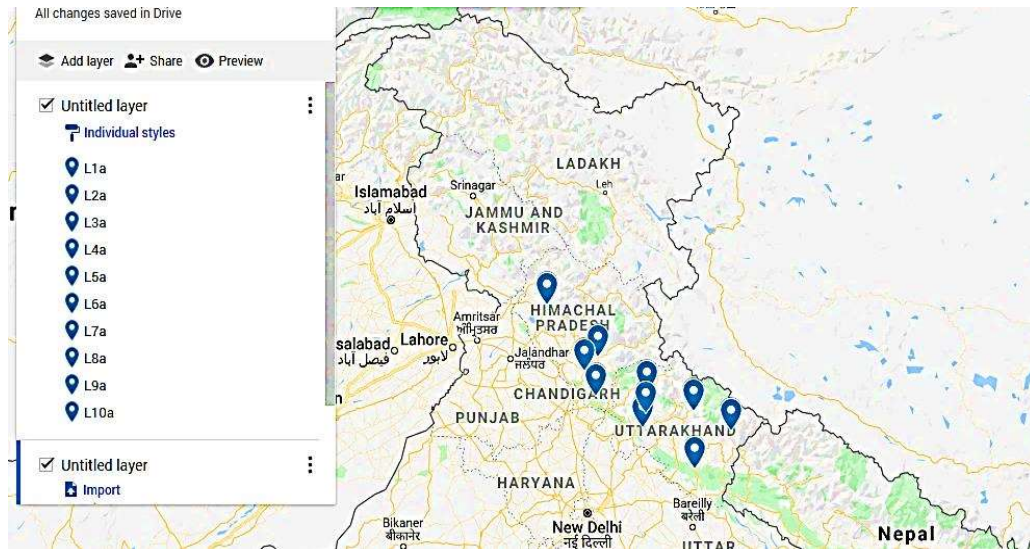 All changes saved in Drive
Add layer Share Preview
Untitled layer
Individual styles
L1a
L2a
L3a
L4a
L5a
L6a
L7a
L8a
L9a
L10a
Untitled layer
Import
LADAKH
Leh
Islamabad
اسلام آباد
Srinagar
JAMMU AND
KASHMIR
HIMACHAL
PRADESH
Amritsar
Lahore
لاہور
salabad
فیصل آباد
Jalandhar
ਜਲੰਧਰ
CHANDIGARH
PUNJAB
UTTARAKHAND
HARYANA
Bareilly
बरेली
New Delhi
नई दिल्ली
Bikaner
बीकानेर
UTTAR
Nepal